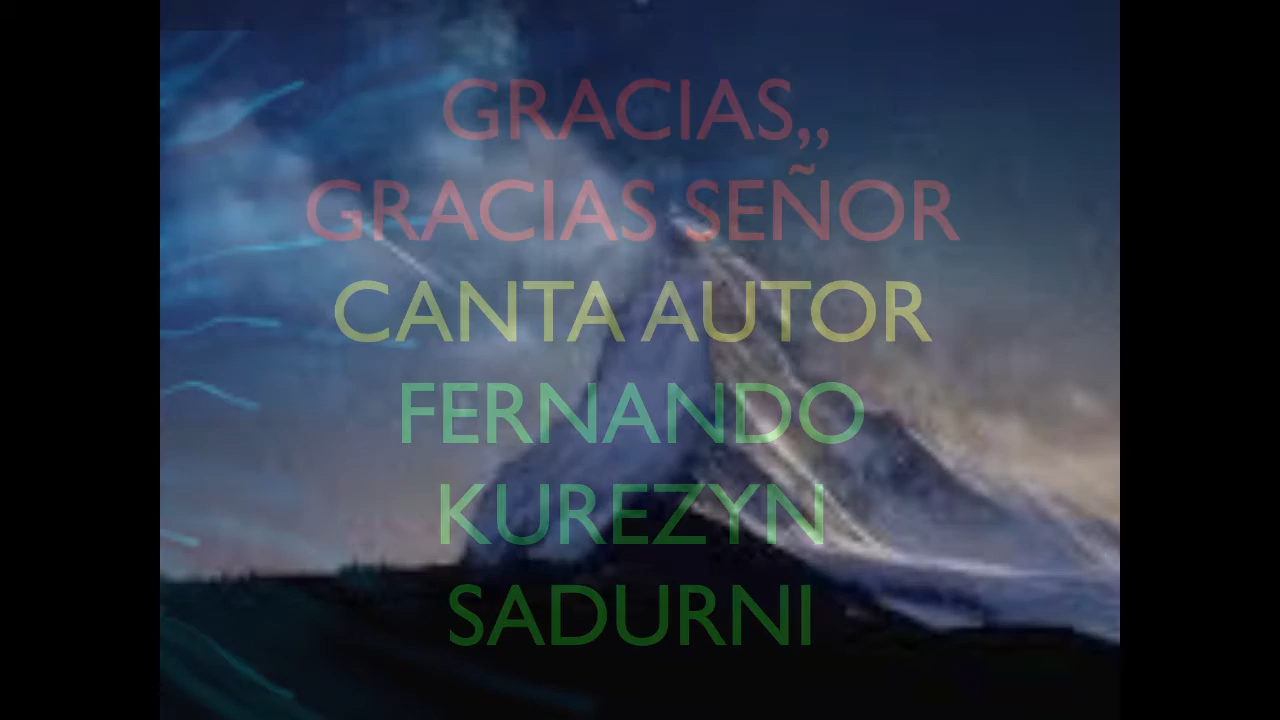 GRACIAS,,
GRACIAS SEÑOR
CANTA AUTOR
FERNANDO
KUREZYN
SADURNI